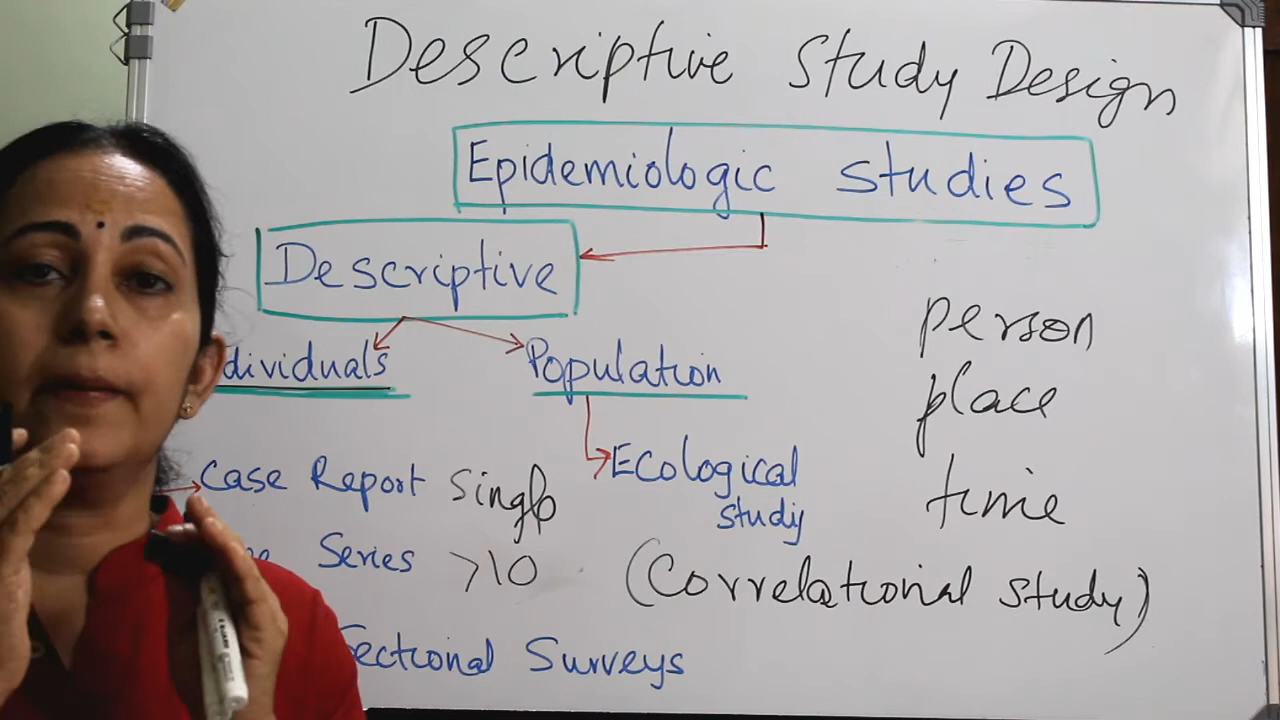 Descriptive Study Design
Epidemiologic studies
Descriptive
dividuals
Population
person
place
time
Case Report Single
Ecological
study
Series >10
(Correlational study)
Sectional Surveys